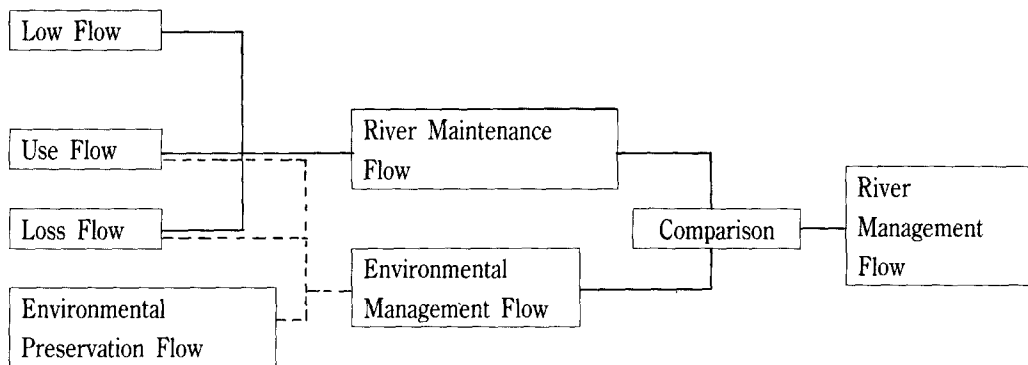 Low Flow
Use Flow
Loss Flow
Environmental
Preservation Flow
River Maintenance
Flow
Environmental
Management Flow
Comparison
River
Management
Flow